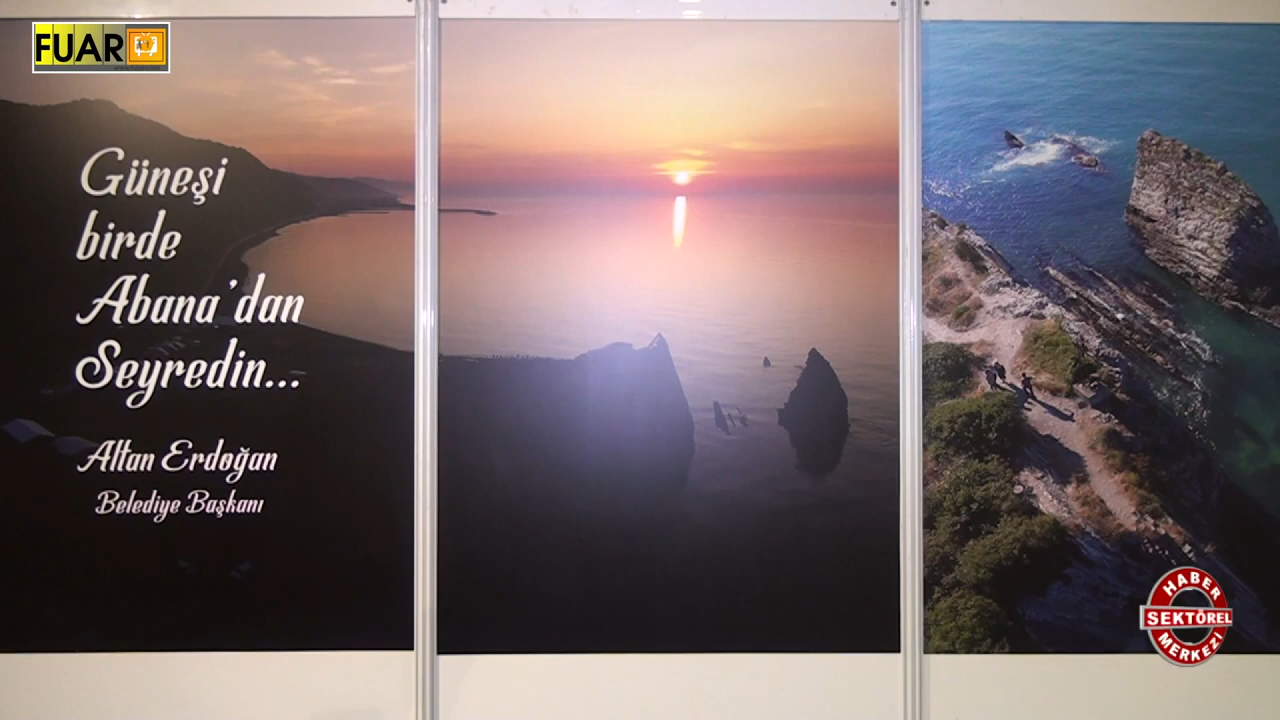 FUAR
Güneşi
birde
Abana'dan
Seyredin...
Altan Erdoğan
Belediye Başkanı
HABER
SEKTÖREL
MERKEZİ